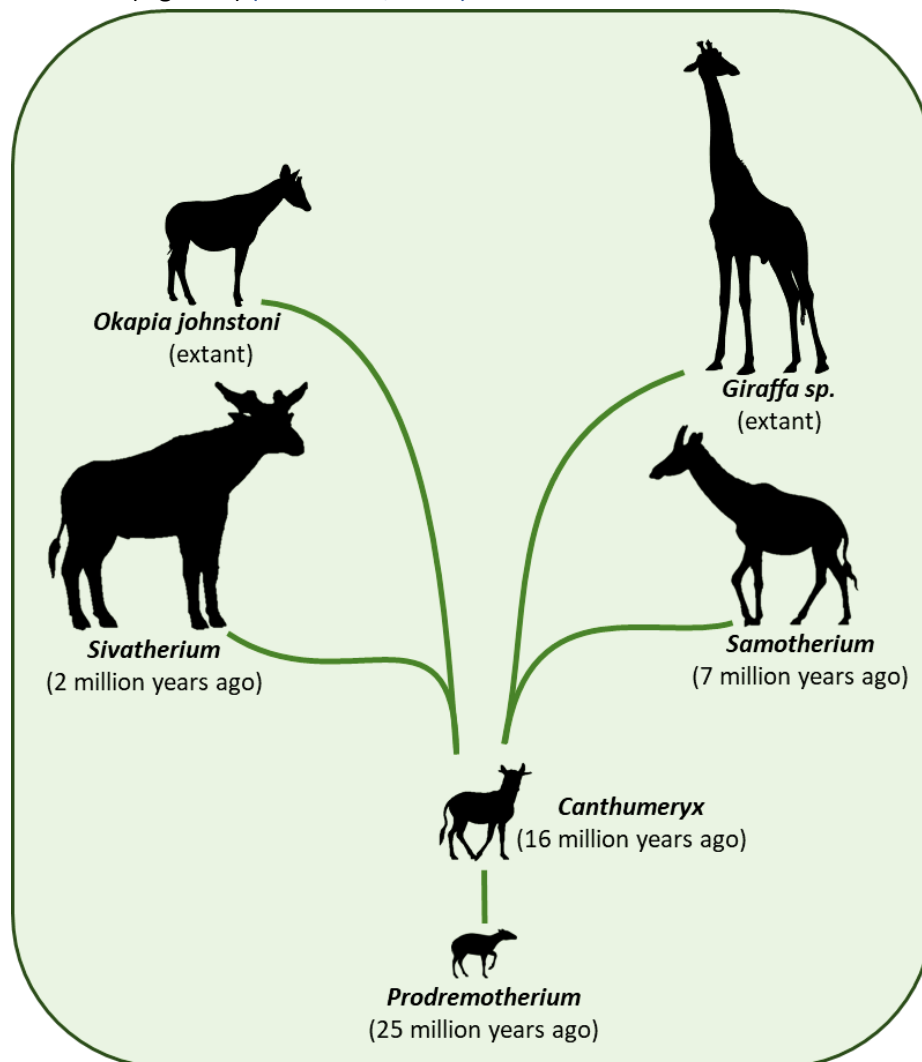 Okapia johnstoni
(extant)
Giraffa sp.
(extant)
Sivatherium
(2 million years ago)
Samotherium
(7 million years ago)
Canthumeryx
(16 million years ago)
Prodremotherium
(25 million years ago)